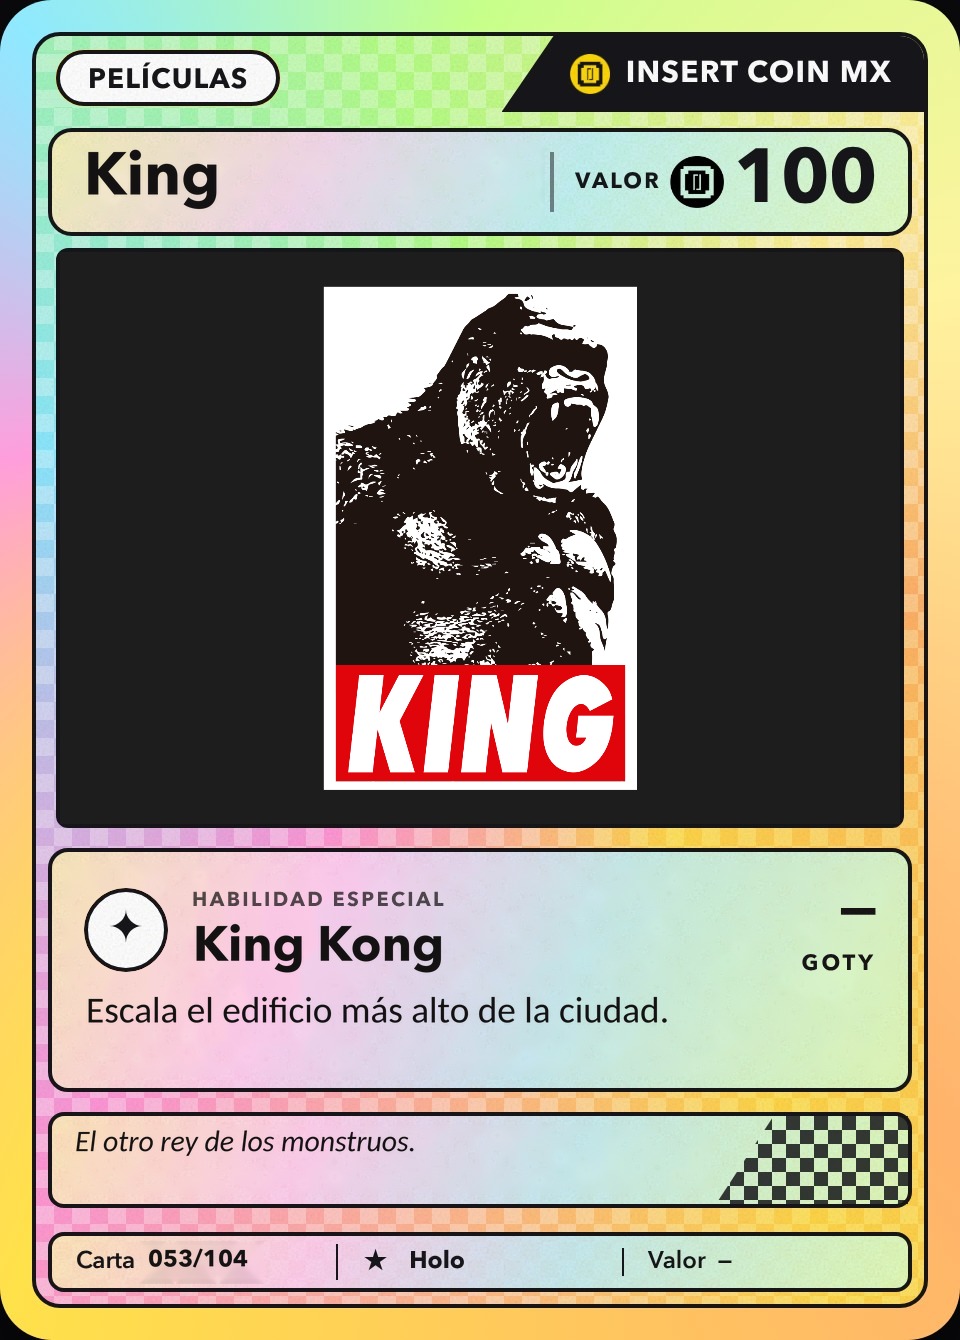 PELÍCULAS
INSERT COIN MX
King
VALOR 100
KING
HABILIDAD ESPECIAL
King Kong
–
GOTY
Escala el edificio más alto de la ciudad.
El otro rey de los monstruos.
Carta 053/104 ★ Holo Valor –